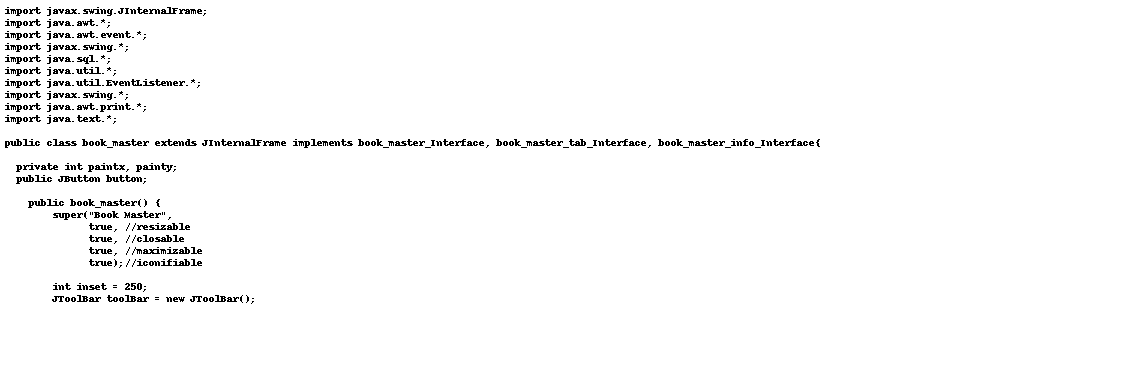 import javax.swing.JInternalFrame;
import java.awt.*;
import java.awt.event.*;
import javax.swing.*;
import java.sql.*;
import java.util.*;
import java.util.EventListener.*;
import javax.swing.*;
import java.awt.print.*;
import java.text.*;

public class book_master extends JInternalFrame implements book_master_Interface, book_master_tab_Interface, book_master_info_Interface{

  private int paintx, painty;
  public JButton button;

    public book_master() {
        super("Book Master",
              true, //resizable
              true, //closable
              true, //maximizable
              true);//iconifiable

        int inset = 250;
        JToolBar toolBar = new JToolBar();